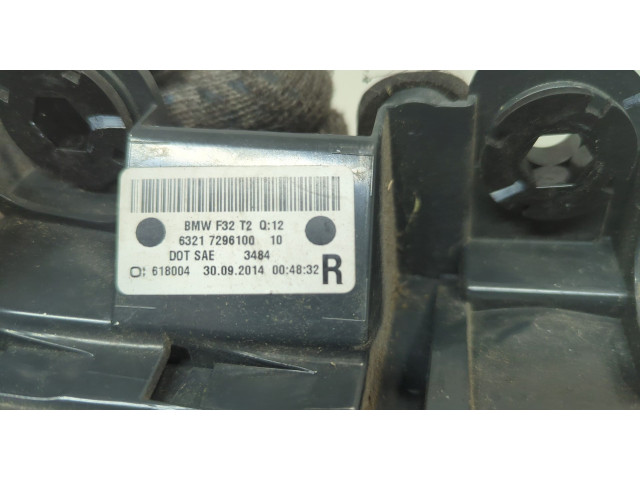 BMW F32 T2 Q:12
6321 7296100 10
DOT SAE 3484
618004 30.09.2014 00:48:32 R